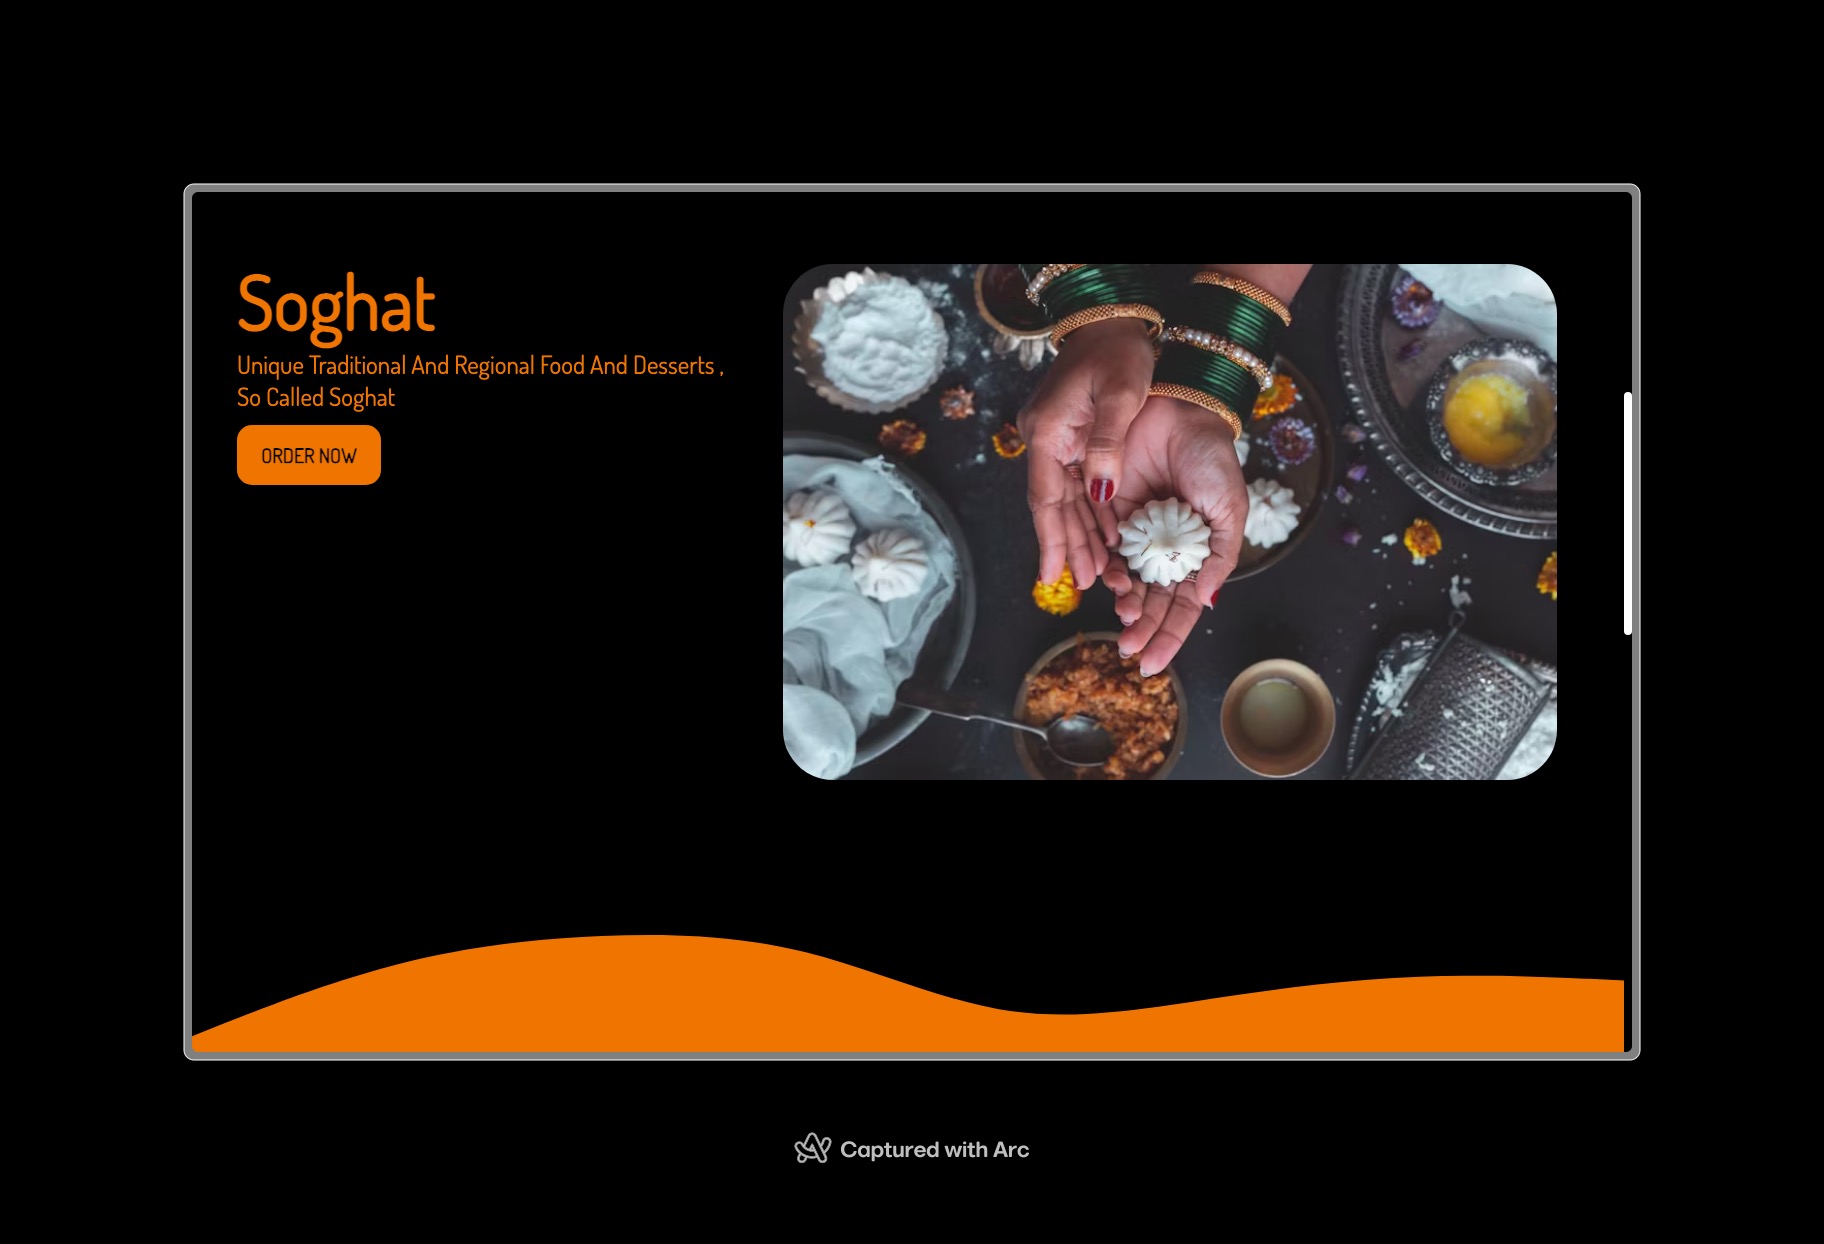 Soghat
Unique Traditional And Regional Food And Desserts ,
So Called Soghat
ORDER NOW
Captured with Arc